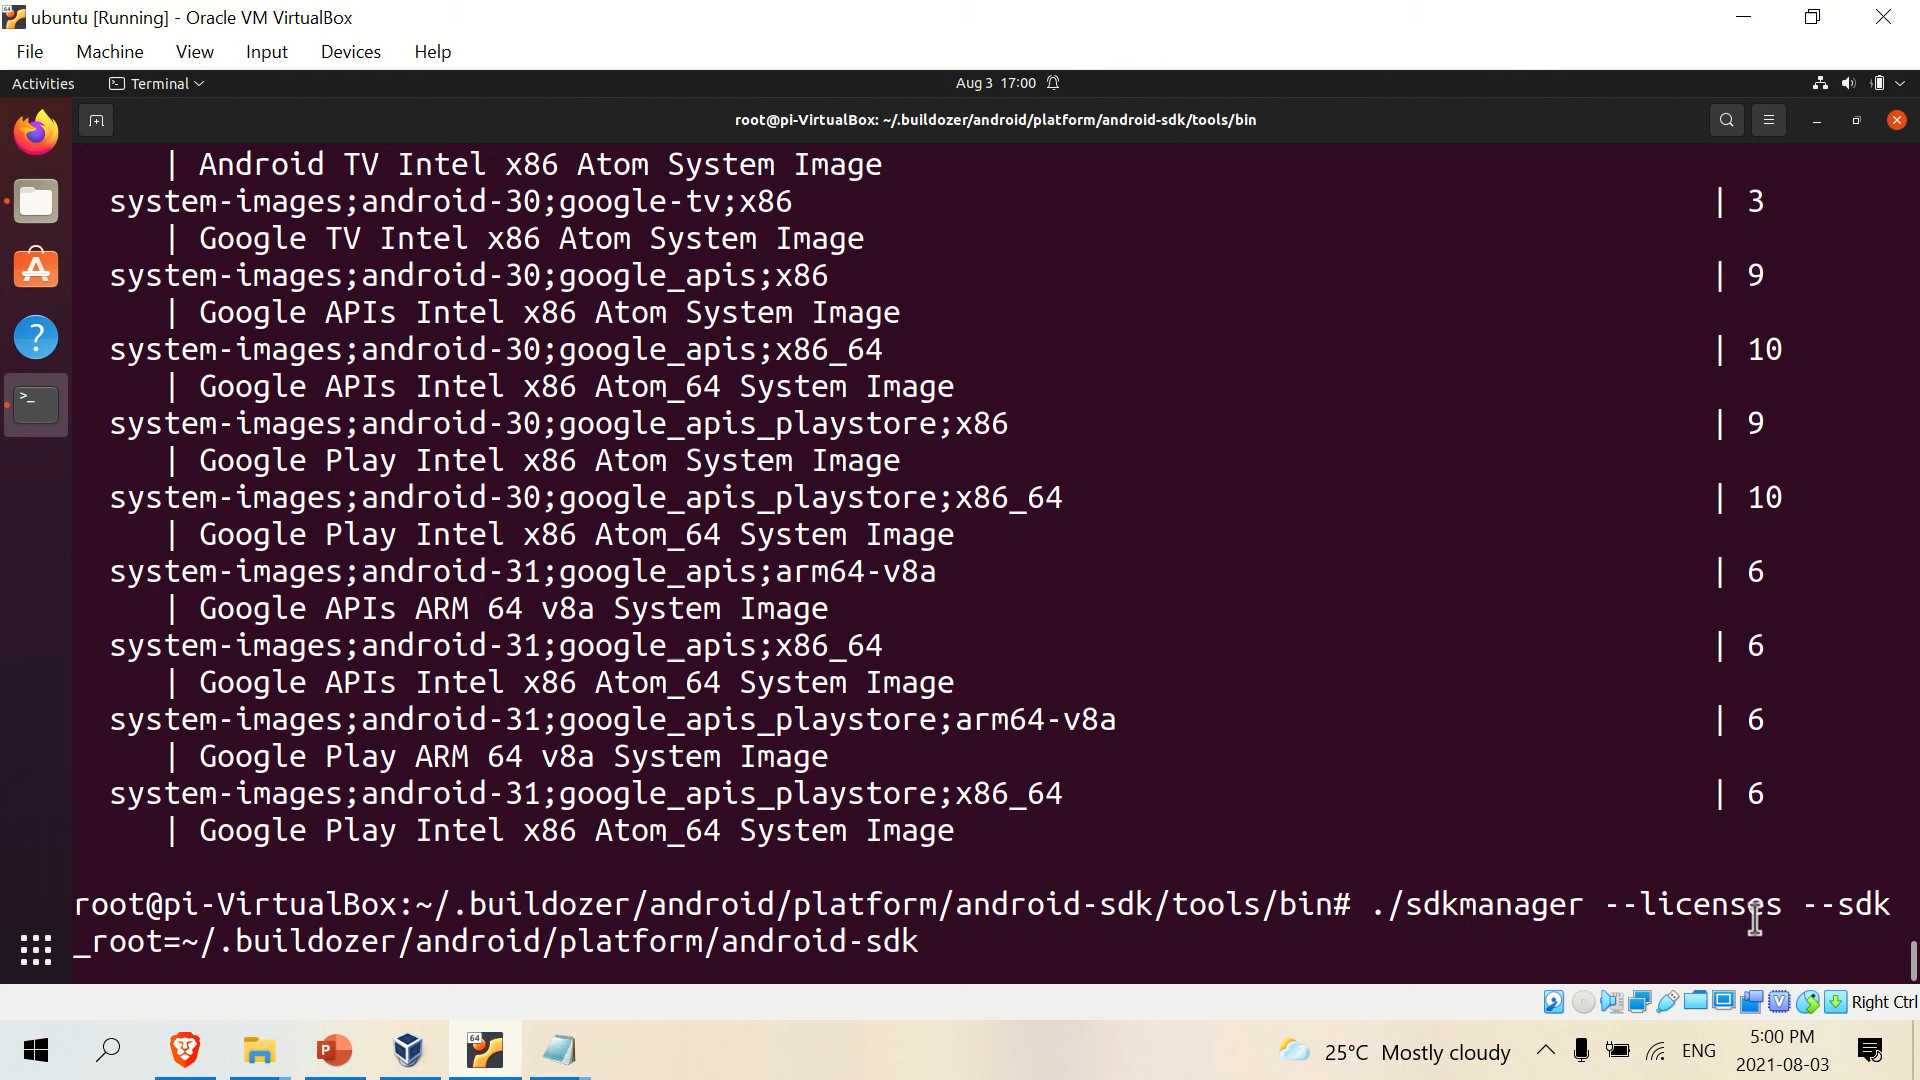 ubuntu [Running] - Oracle VM VirtualBox
File Machine View Input Devices Help
Activities Terminal Aug 3 17:00
root@pi-VirtualBox: ~/.buildozer/android/platform/android-sdk/tools/bin
| Android TV Intel x86 Atom System Image
system-images;android-30;google-tv;x86 | 3
| Google TV Intel x86 Atom System Image
system-images;android-30;google_apis;x86 | 9
| Google APIs Intel x86 Atom System Image
system-images;android-30;google_apis;x86_64 | 10
| Google APIs Intel x86 Atom_64 System Image
system-images;android-30;google_apis_playstore;x86 | 9
| Google Play Intel x86 Atom System Image
system-images;android-30;google_apis_playstore;x86_64 | 10
| Google Play Intel x86 Atom_64 System Image
system-images;android-31;google_apis;arm64-v8a | 6
| Google APIs ARM 64 v8a System Image
system-images;android-31;google_apis;x86_64 | 6
| Google APIs Intel x86 Atom_64 System Image
system-images;android-31;google_apis_playstore;arm64-v8a | 6
| Google Play ARM 64 v8a System Image
system-images;android-31;google_apis_playstore;x86_64 | 6
| Google Play Intel x86 Atom_64 System Image
root@pi-VirtualBox:~/.buildozer/android/platform/android-sdk/tools/bin# ./sdkmanager --licenses --sdk
_root=~/.buildozer/android/platform/android-sdk
Right Ctrl
25°C Mostly cloudy ENG 5:00 PM
2021-08-03